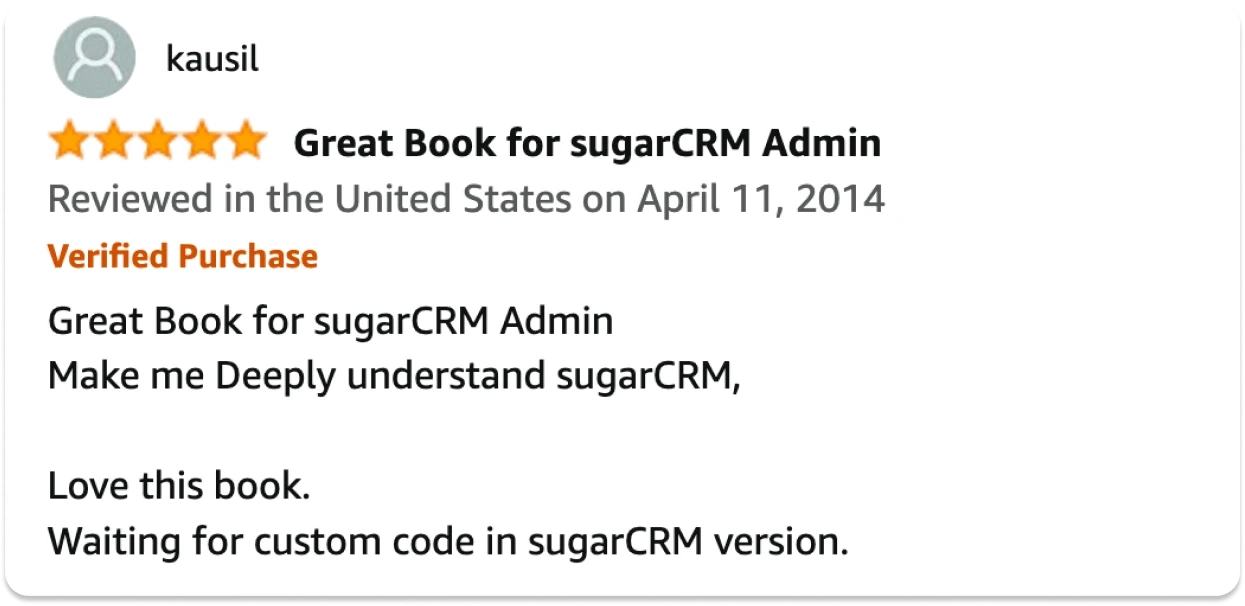 kausil
Great Book for sugarCRM Admin
Reviewed in the United States on April 11, 2014
Verified Purchase
Great Book for sugarCRM Admin
Make me Deeply understand sugarCRM,
Love this book.
Waiting for custom code in sugarCRM version.